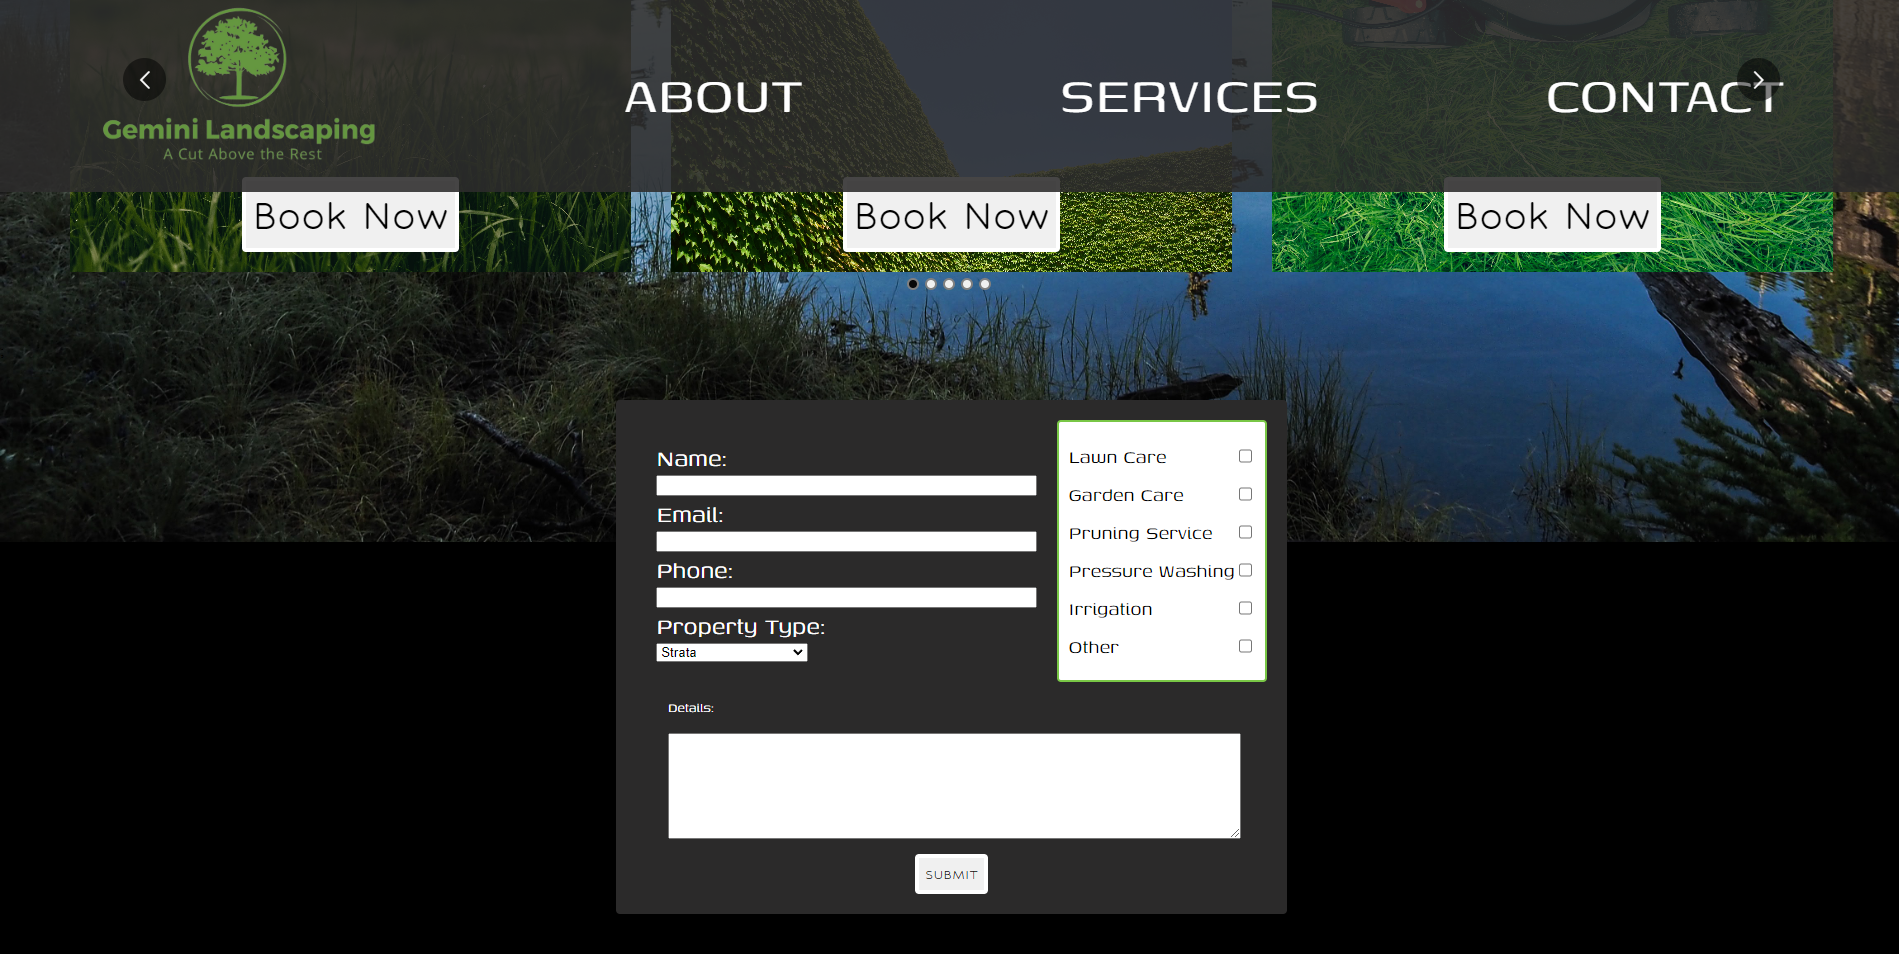 Gemini Landscaping
A Cut Above the Rest
ABOUT
SERVICES
CONTACT
Book Now
Book Now
Book Now
Name:
Email:
Phone:
Property Type:
Strata
Lawn Care
Garden Care
Pruning Service
Pressure Washing
Irrigation
Other
Details:
SUBMIT